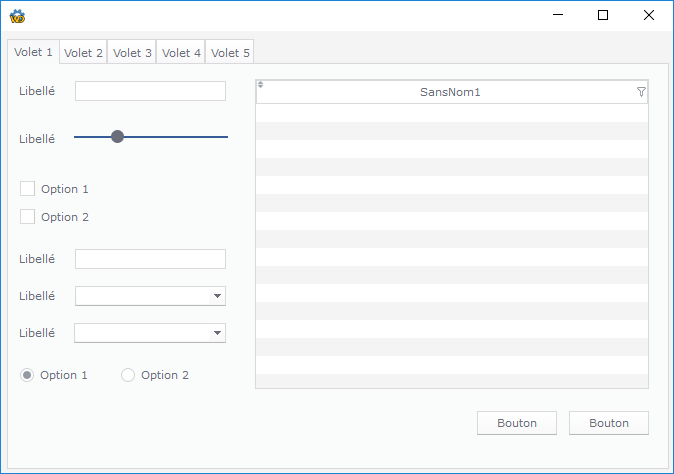 Volet 1 Volet 2 Volet 3 Volet 4 Volet 5
Libellé
SansNom1
Libellé
Option 1
Option 2
Libellé
Libellé
Libellé
Option 1 Option 2
Bouton Bouton